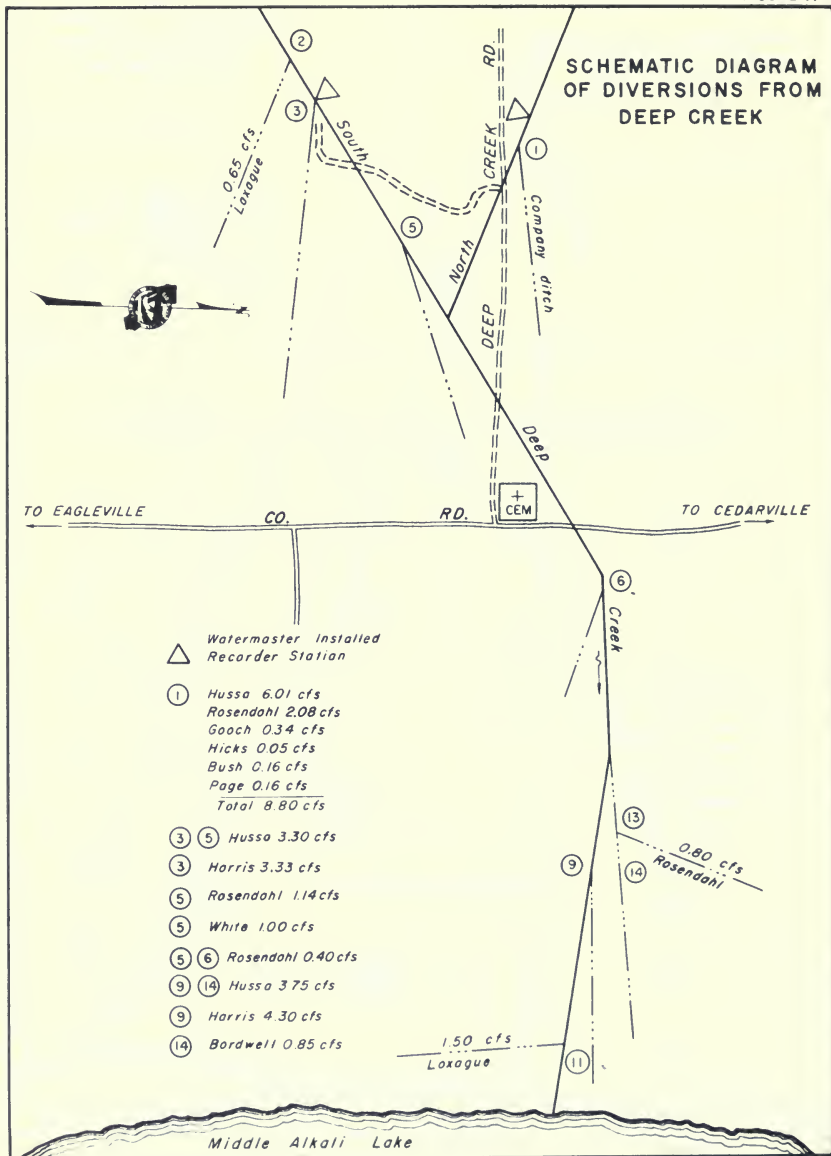 SCHEMATIC DIAGRAM
OF DIVERSIONS FROM
DEEP CREEK
2
3
0.65 cfs
Laxague
South
5
North
CREEK RD.
DEEP
1
Company ditch
Deep
+
CEM
TO EAGLEVILLE
CO. RD.
TO CEDARVILLE
6
Creek
Watermaster Installed
Recorder Station
1 Hussa 6.01 cfs
Rosendahl 2.08 cfs
Gooch 0.34 cfs
Hicks 0.05 cfs
Bush 0.16 cfs
Page 0.16 cfs
Total 8.80 cfs
3 5 Hussa 3.30 cfs
3 Harris 3.33 cfs
5 Rosendahl 1.14 cfs
5 White 1.00 cfs
5 6 Rosendahl 0.40 cfs
9 14 Hussa 3.75 cfs
9 Harris 4.30 cfs
14 Bordwell 0.85 cfs
13
0.80 cfs
Rosendahl
9
14
1.50 cfs
Laxague
11
Middle Alkali Lake